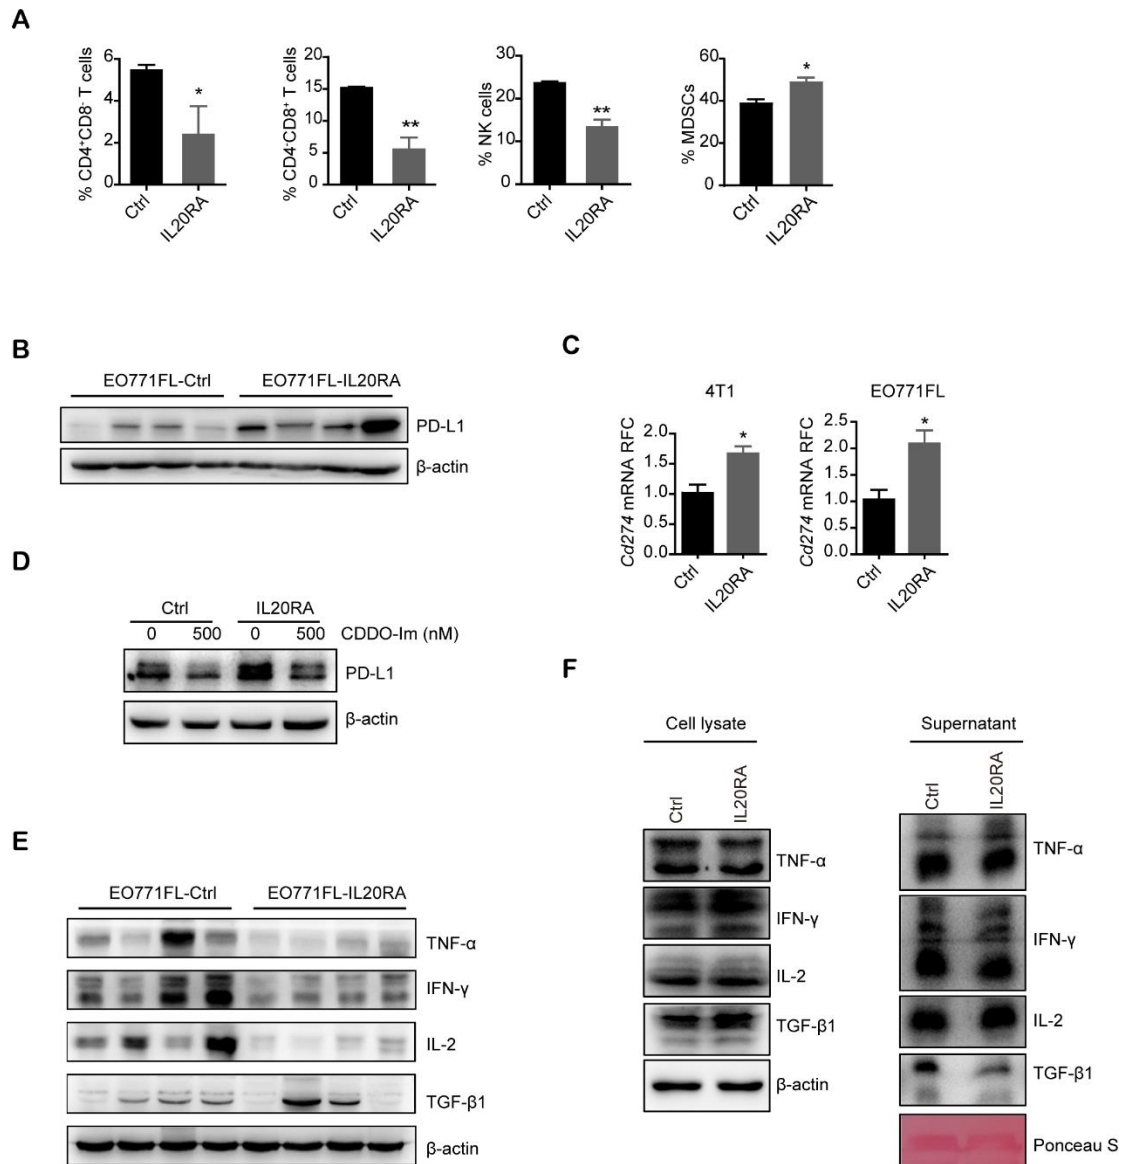 A
% CD4⁺CD8⁻ T cells
6
4
2
0
*
Ctrl
IL20RA
% CD4⁻CD8⁺ T cells
20
15
10
5
0
**
Ctrl
IL20RA
% NK cells
30
20
10
0
**
Ctrl
IL20RA
% MDSCs
60
40
20
0
*
Ctrl
IL20RA
B
EO771FL-Ctrl EO771FL-IL20RA
PD-L1
β-actin
C
4T1
Cd274 mRNA RFC
2.0
1.5
1.0
0.5
0.0
*
Ctrl
IL20RA
EO771FL
Cd274 mRNA RFC
2.5
2.0
1.5
1.0
0.5
0.0
*
Ctrl
IL20RA
D
Ctrl IL20RA
0 500 0 500 CDDO-Im (nM)
PD-L1
β-actin
E
EO771FL-Ctrl EO771FL-IL20RA
TNF-α
IFN-γ
IL-2
TGF-β1
β-actin
F
Cell lysate
Ctrl
IL20RA
TNF-α
IFN-γ
IL-2
TGF-β1
β-actin
Supernatant
Ctrl
IL20RA
TNF-α
IFN-γ
IL-2
TGF-β1
Ponceau S